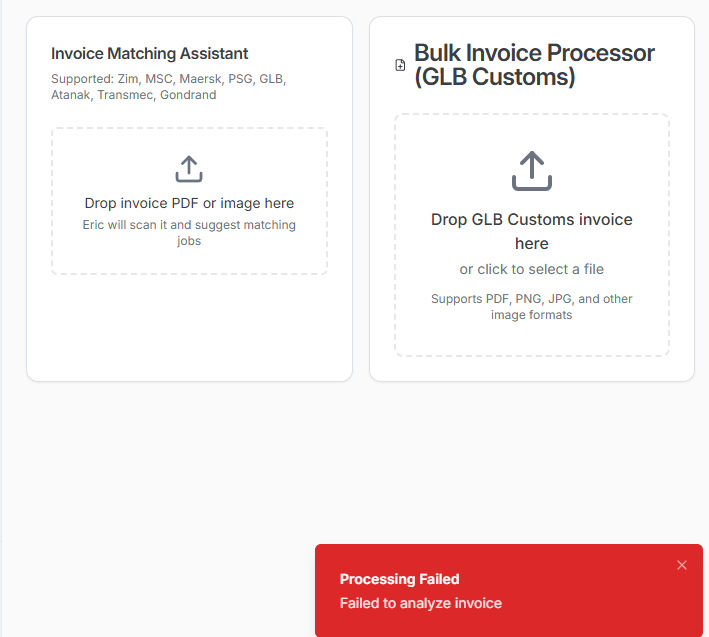 Invoice Matching Assistant
Supported: Zim, MSC, Maersk, PSG, GLB,
Atanak, Transmec, Gondrand
Drop invoice PDF or image here
Eric will scan it and suggest matching
jobs
Bulk Invoice Processor
(GLB Customs)
Drop GLB Customs invoice
here
or click to select a file
Supports PDF, PNG, JPG, and other
image formats
Processing Failed
Failed to analyze invoice